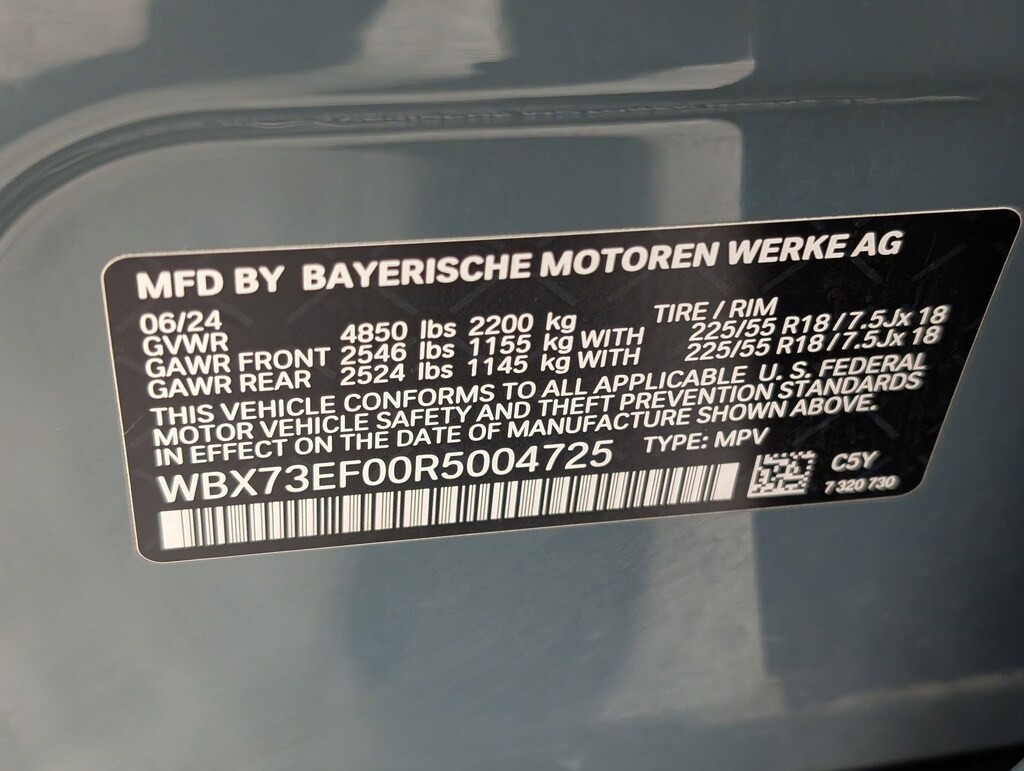 MFD BY BAYERISCHE MOTOREN WERKE AG
06/24 TIRE / RIM
GVWR 4850 lbs 2200 kg
GAWR FRONT 2546 lbs 1155 kg WITH 225/55 R18 / 7.5Jx 18
GAWR REAR 2524 lbs 1145 kg WITH 225/55 R18 / 7.5Jx 18
THIS VEHICLE CONFORMS TO ALL APPLICABLE U. S. FEDERAL
MOTOR VEHICLE SAFETY AND THEFT PREVENTION STANDARDS
IN EFFECT ON THE DATE OF MANUFACTURE SHOWN ABOVE.
WBX73EF00R5004725 TYPE: MPV
C5Y
7 320 730